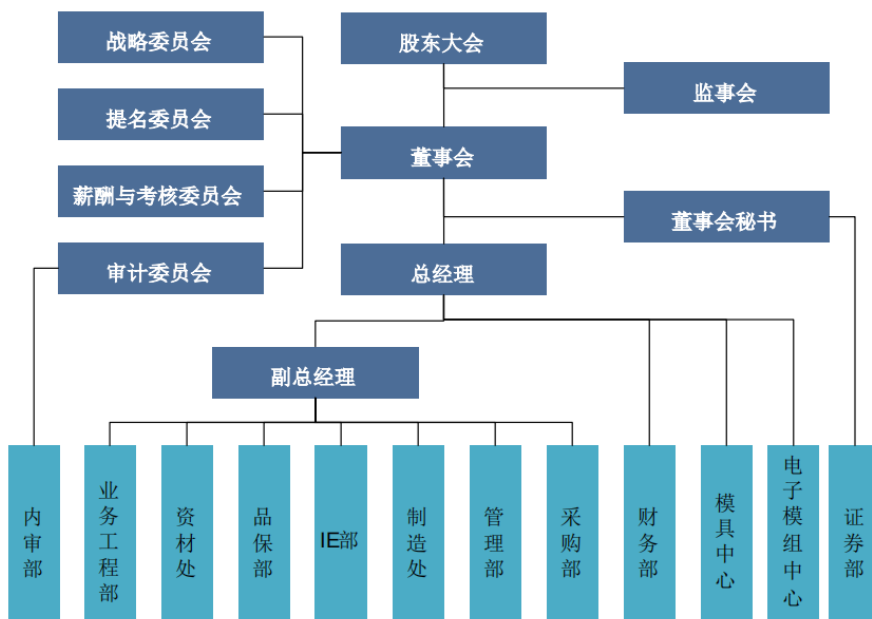 战略委员会
股东大会
监事会
提名委员会
董事会
薪酬与考核委员会
董事会秘书
审计委员会
总经理
副总经理
内审部
业务工程部
资材处
品保部
IE部
制造处
管理部
采购部
财务部
模具中心
电子模组中心
证券部